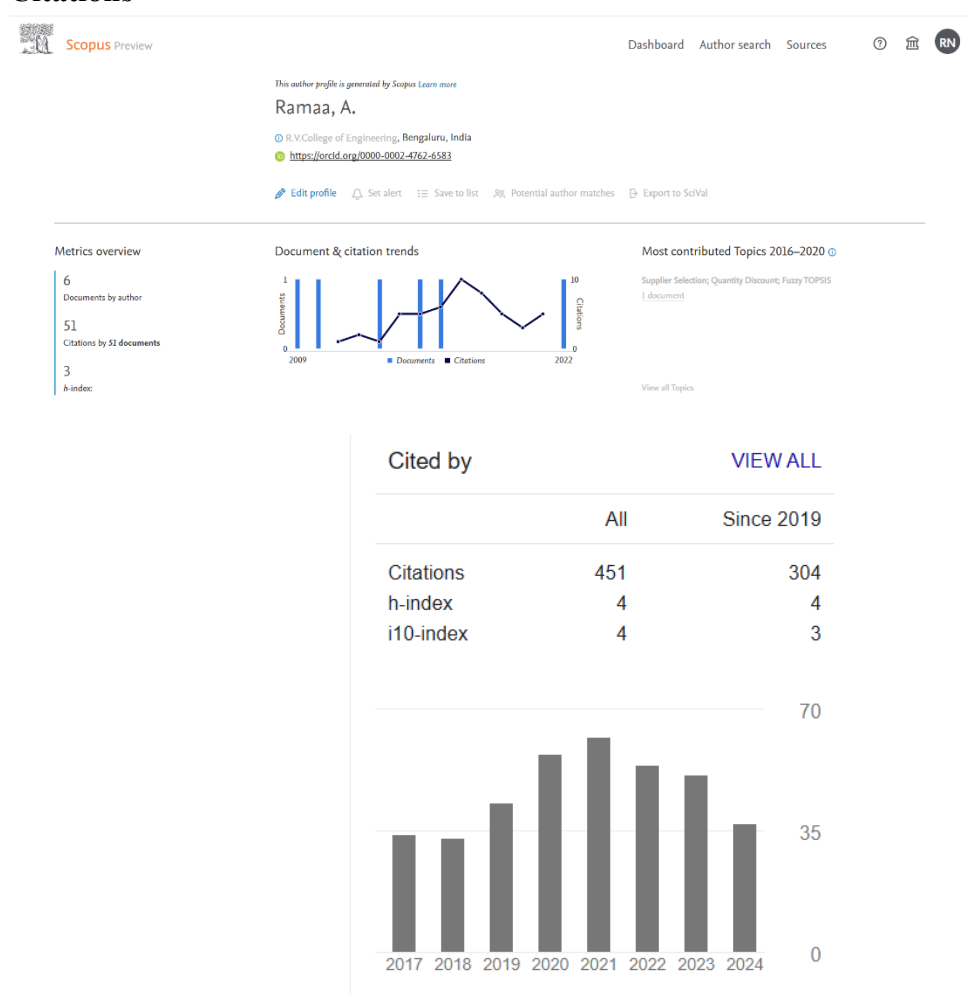 Scopus Preview
Dashboard Author search Sources
RN
This author profile is generated by Scopus Learn more
Ramaa, A.
R.V.College of Engineering, Bengaluru, India
https://orcid.org/0000-0002-4762-6583
Edit profile Set alert Save to list Potential author matches Export to SciVal
Metrics overview
6
Documents by author
51
Citations by 51 documents
3
h-index:
Document & citation trends
1
10
Documents
Citations
0
0
2009
Documents Citations
2022
Most contributed Topics 2016–2020
Supplier Selection; Quantity Discount; Fuzzy TOPSIS
1 document
View all Topics
Cited by VIEW ALL
All Since 2019
Citations 451 304
h-index 4 4
i10-index 4 3
70
35
0
2017 2018 2019 2020 2021 2022 2023 2024